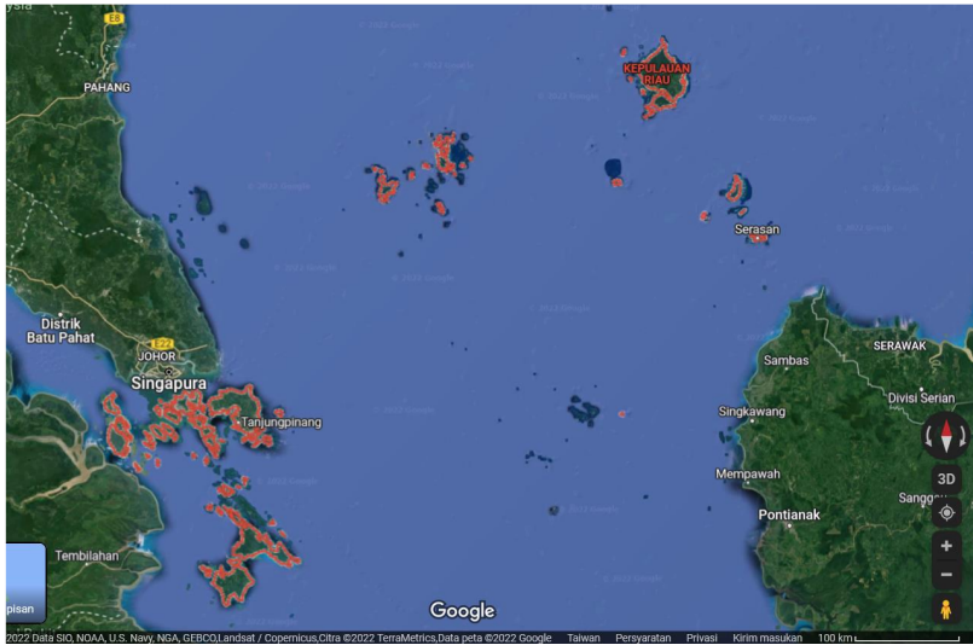 E8
PAHANG
KEPULAUAN
RIAU
Serasan
Distrik
Batu Pahat
E22
JOHOR
Singapura
Tanjungpinang
SERAWAK
Sambas
Divisi Serian
Singkawang
Mempawah
3D
Pontianak
Tembilahan
pisan
Google
2022 Data SIO, NOAA, U.S. Navy, NGA, GEBCO,Landsat / Copernicus,Citra ©2022 TerraMetrics,Data peta ©2022 Google Taiwan Persyaratan Privasi Kirim masukan 100 km